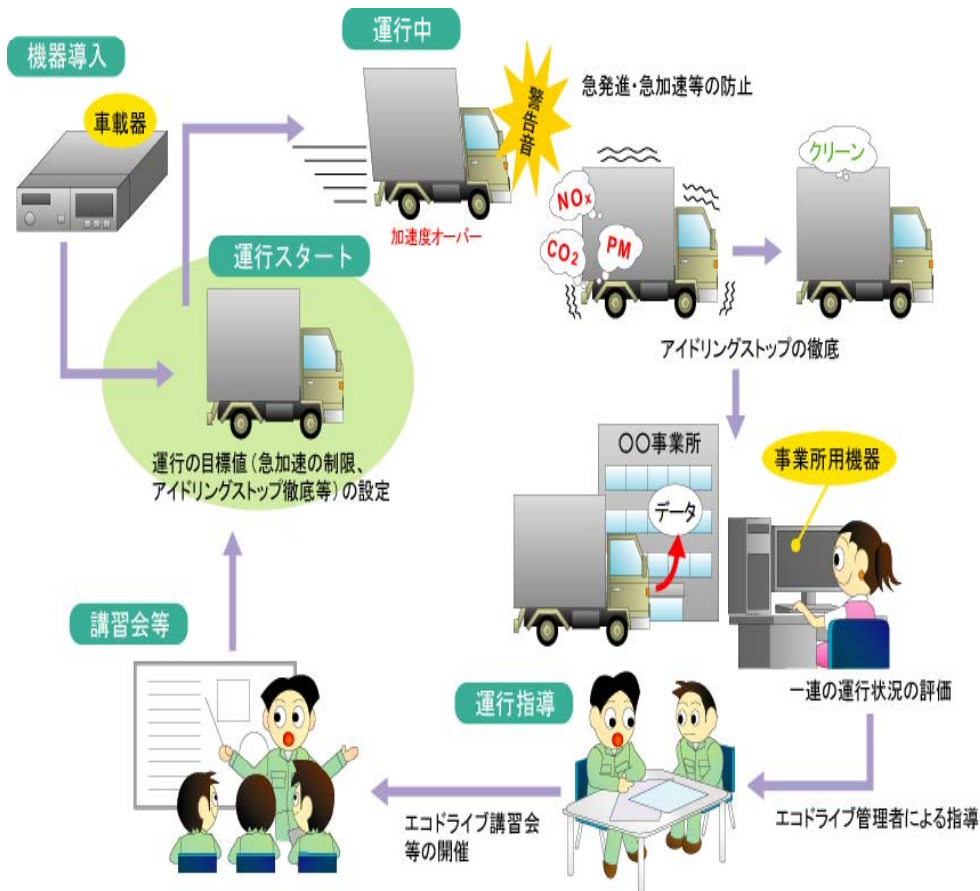 機器導入
車載器
運行中
警告音
加速度オーバー
急発進・急加速等の防止
NOx
CO2
PM
クリーン
アイドリングストップの徹底
運行スタート
運行の目標値（急加速の制限、
アイドリングストップ徹底等）の設定
〇〇事業所
データ
事業所用機器
一連の運行状況の評価
エコドライブ管理者による指導
運行指導
エコドライブ講習会
等の開催
講習会等